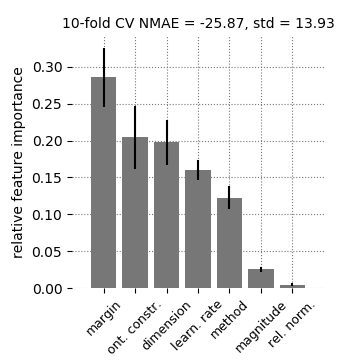 10-fold CV NMAE = -25.87, std = 13.93
relative feature importance
0.30
0.25
0.20
0.15
0.10
0.05
0.00
margin
ont. constr.
dimension
learn. rate
method
magnitude
rel. norm.